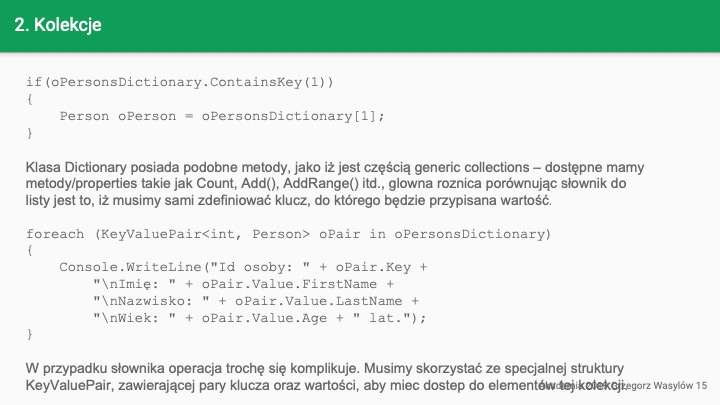 2. Kolekcje
if(oPersonsDictionary.ContainsKey(1))
{
    Person oPerson = oPersonsDictionary[1];
}
Klasa Dictionary posiada podobne metody, jako iż jest częścią generic collections – dostępne mamy
metody/properties takie jak Count, Add(), AddRange() itd., glowna roznica porównując słownik do
listy jest to, iż musimy sami zdefiniować klucz, do którego będzie przypisana wartość.
foreach (KeyValuePair<int, Person> oPair in oPersonsDictionary)
{
    Console.WriteLine("Id osoby: " + oPair.Key +
        "\nImię: " + oPair.Value.FirstName +
        "\nNazwisko: " + oPair.Value.LastName +
        "\nWiek: " + oPair.Value.Age + " lat.");
}
W przypadku słownika operacja trochę się komplikuje. Musimy skorzystać ze specjalnej struktury
KeyValuePair, zawierającej pary klucza oraz wartości, aby miec dostep do elementów tej kolekcji.
Grzegorz Wasylów 15